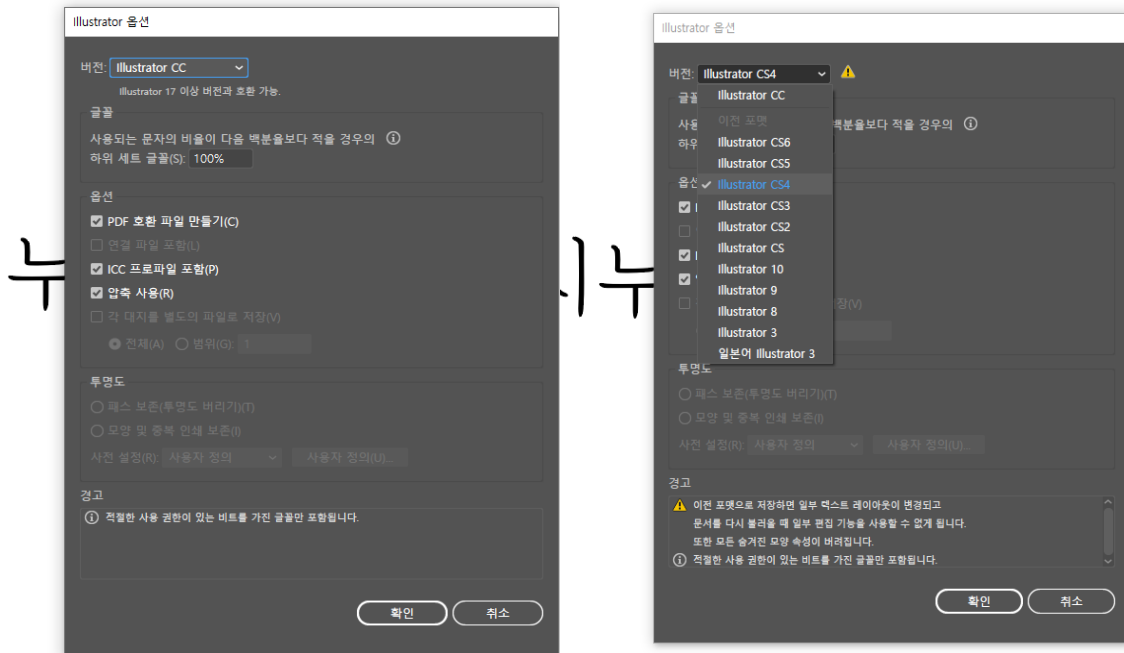 Illustrator 옵션
버전: Illustrator CC
Illustrator 17 이상 버전과 호환 가능.
글꼴
사용되는 문자의 비율이 다음 백분율보다 적을 경우의
하위 세트 글꼴(S): 100%
옵션
PDF 호환 파일 만들기(C)
연결 파일 포함(L)
ICC 프로파일 포함(P)
압축 사용(R)
각 대지를 별도의 파일로 저장(V)
전체(A) 범위(G): 1
투명도
패스 보존(투명도 버리기)(T)
모양 및 중복 인쇄 보존(I)
사전 설정(R): 사용자 정의 사용자 정의(U)...
경고
적절한 사용 권한이 있는 비트를 가진 글꼴만 포함됩니다.
확인 취소
누
시누
Illustrator 옵션
버전: Illustrator CS4
Illustrator CC
이전 포맷
Illustrator CS6
Illustrator CS5
Illustrator CS4
Illustrator CS3
Illustrator CS2
Illustrator CS
Illustrator 10
Illustrator 9
Illustrator 8
Illustrator 3
일본어 Illustrator 3
글꼴
사용 백분율보다 적을 경우의
하위
옵션
장(V)
투명도
패스 보존(투명도 버리기)(T)
모양 및 중복 인쇄 보존(I)
사전 설정(R): 사용자 정의 사용자 정의(U)...
경고
이전 포맷으로 저장하면 일부 텍스트 레이아웃이 변경되고
문서를 다시 불러올 때 일부 편집 기능을 사용할 수 없게 됩니다.
또한 모든 숨겨진 모양 속성이 버려집니다.
적절한 사용 권한이 있는 비트를 가진 글꼴만 포함됩니다.
확인 취소